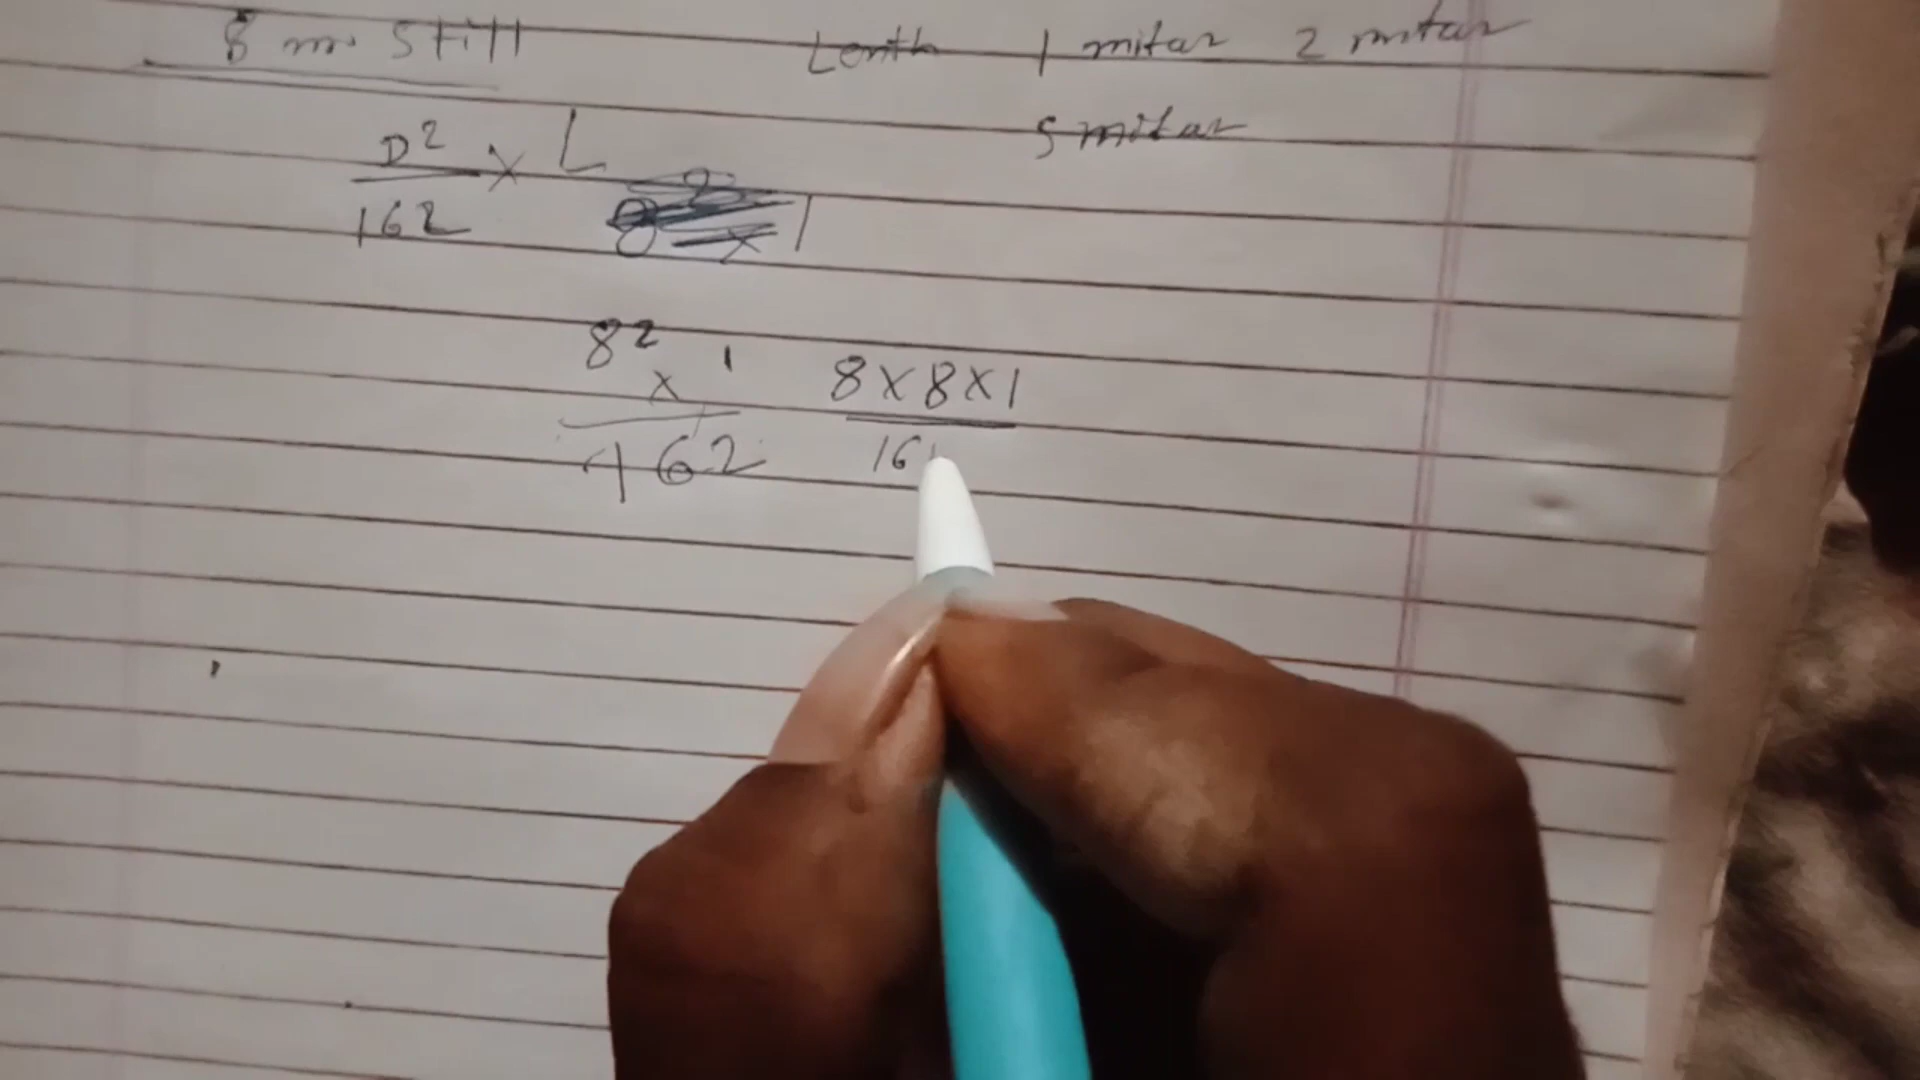 8 mm Still Lenth 1 mitar 2 mitar
5 mitar
D² × L
162
1
8² × 1 8×8×1
162 16